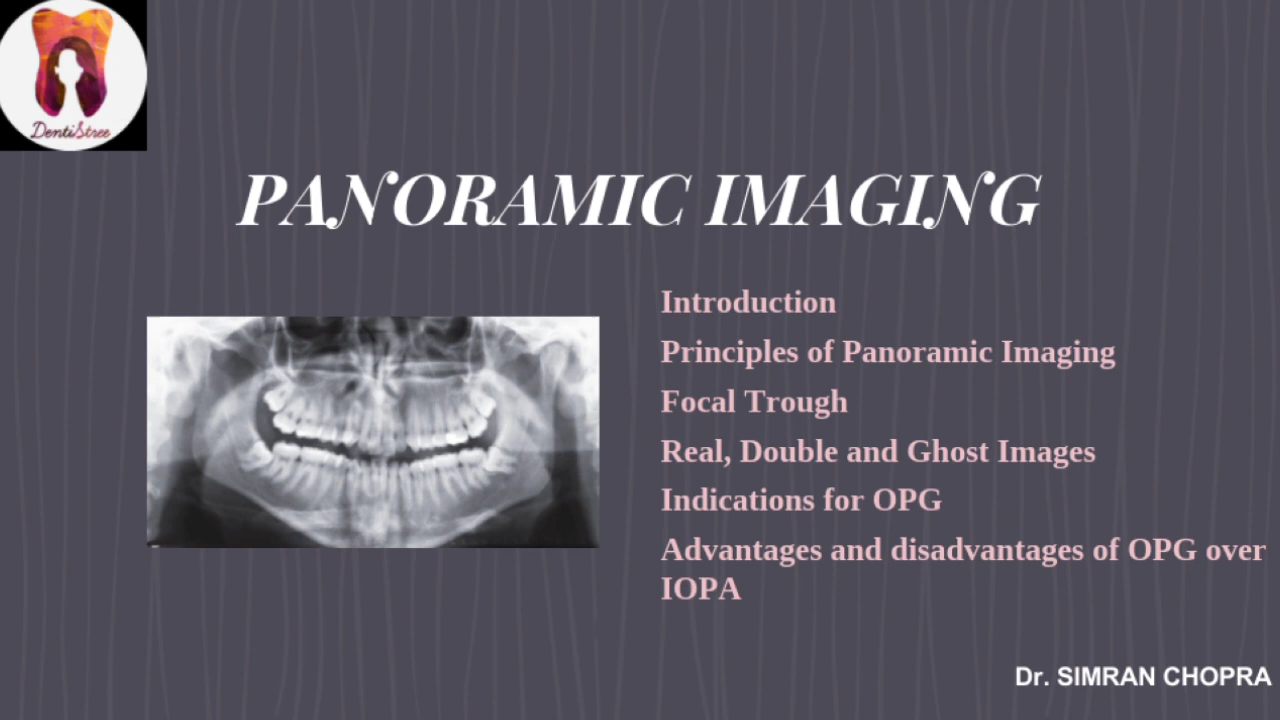 DentiStree
PANORAMIC IMAGING
Introduction
Principles of Panoramic Imaging
Focal Trough
Real, Double and Ghost Images
Indications for OPG
Advantages and disadvantages of OPG over
IOPA
Dr. SIMRAN CHOPRA